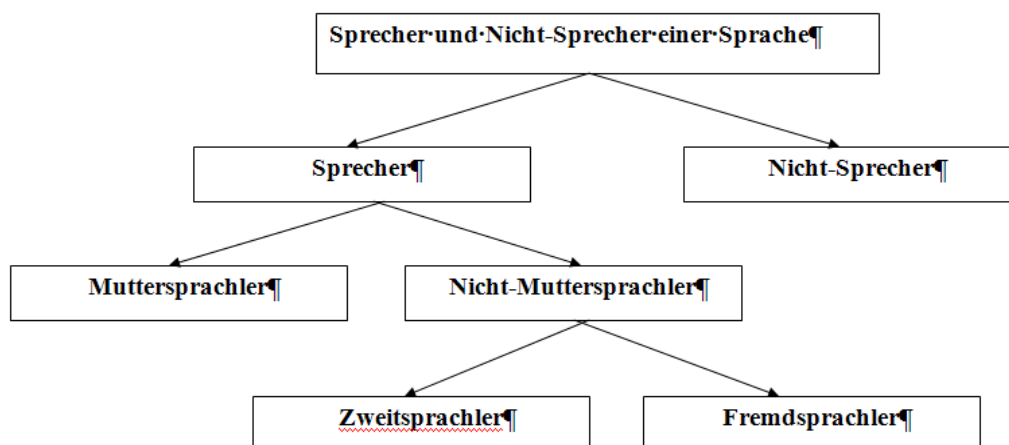 Sprecher·und·Nicht-Sprecher·einer·Sprache¶
Sprecher¶
Nicht-Sprecher¶
Muttersprachler¶
Nicht-Muttersprachler¶
Zweitsprachler¶
Fremdsprachler¶